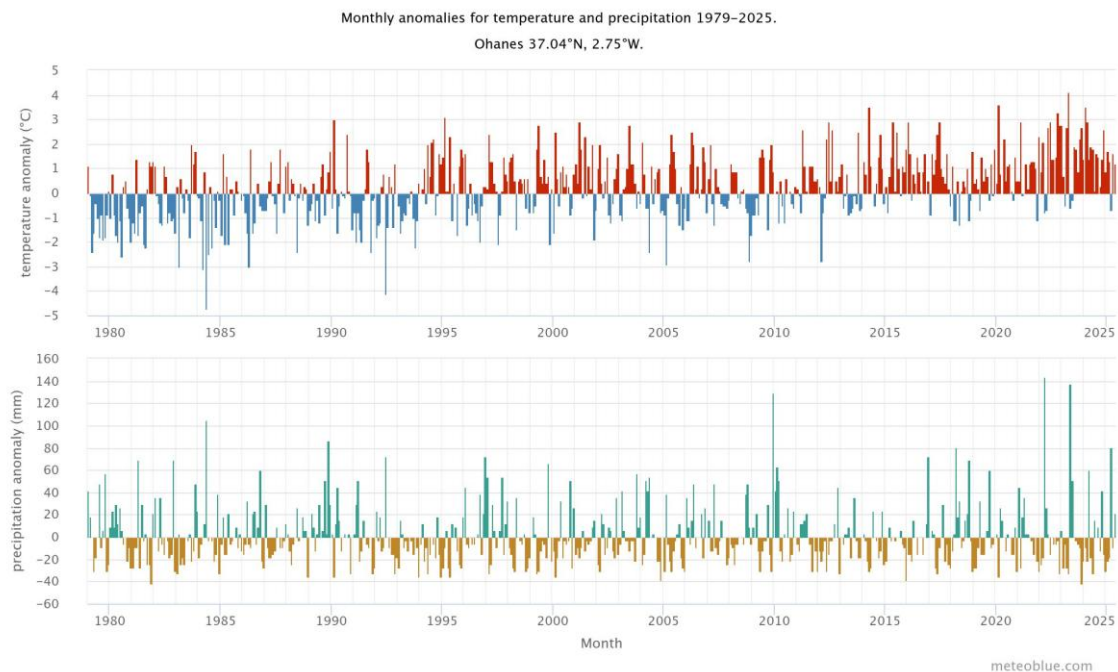 Monthly anomalies for temperature and precipitation 1979-2025.
Ohanes 37.04°N, 2.75°W.
temperature anomaly (°C)
5
4
3
2
1
0
-1
-2
-3
-4
-5
1980 1985 1990 1995 2000 2005 2010 2015 2020 2025
precipitation anomaly (mm)
160
140
120
100
80
60
40
20
0
-20
-40
-60
1980 1985 1990 1995 2000 2005 2010 2015 2020 2025
Month
meteoblue.com